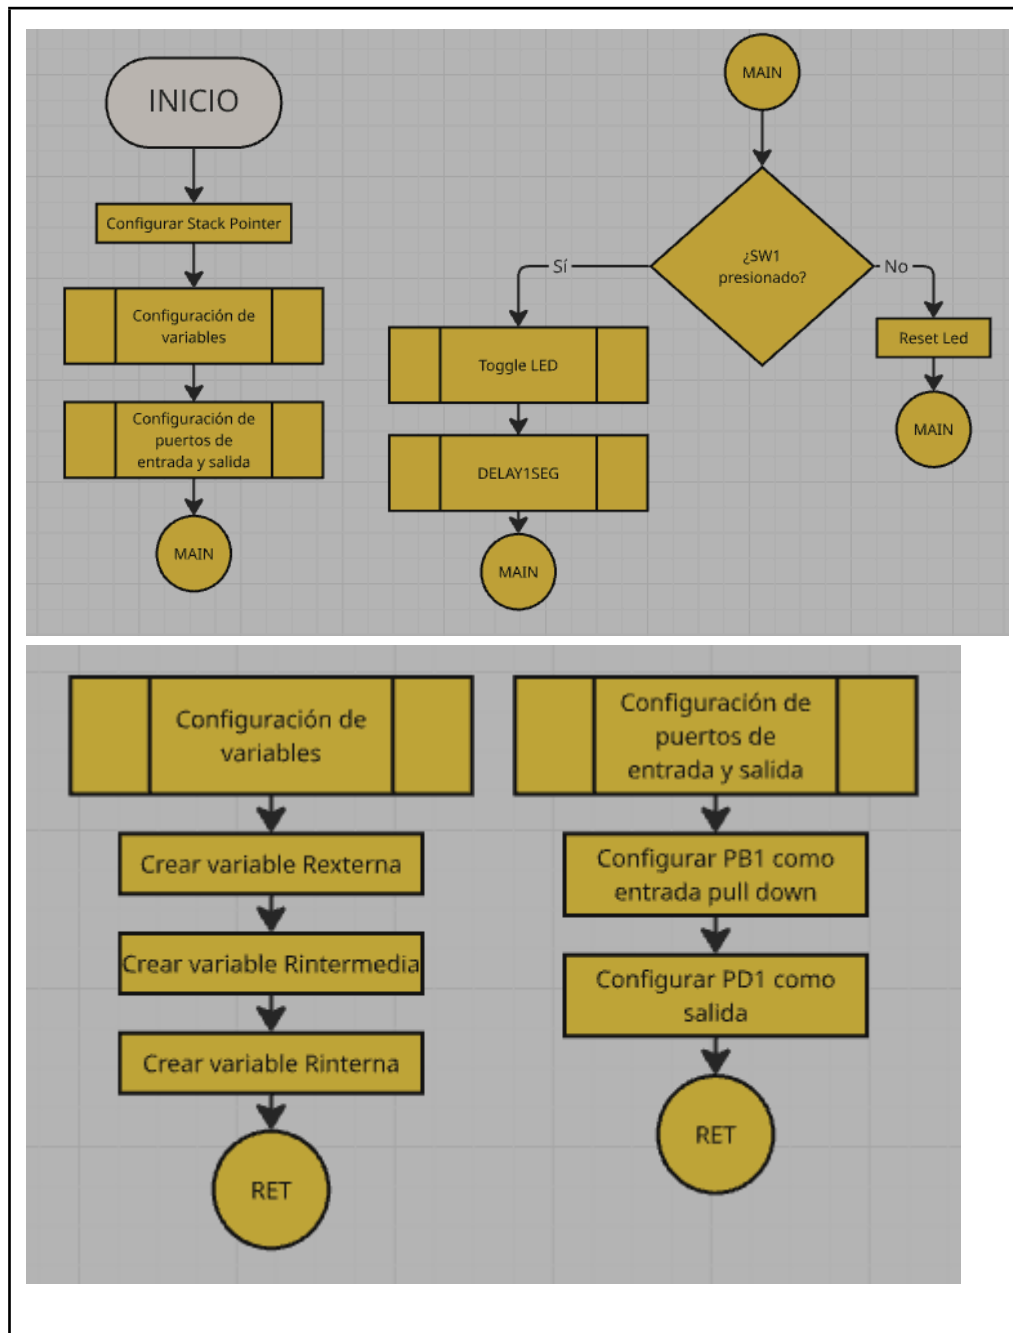 INICIO
Configurar Stack Pointer
Configuración de
variables
Configuración de
puertos de
entrada y salida
MAIN
MAIN
¿SW1
presionado?
Sí
No
Toggle LED
DELAY1SEG
MAIN
Reset Led
MAIN
Configuración de
variables
Crear variable Rexterna
Crear variable Rintermedia
Crear variable Rinterna
RET
Configuración de
puertos de
entrada y salida
Configurar PB1 como
entrada pull down
Configurar PD1 como
salida
RET